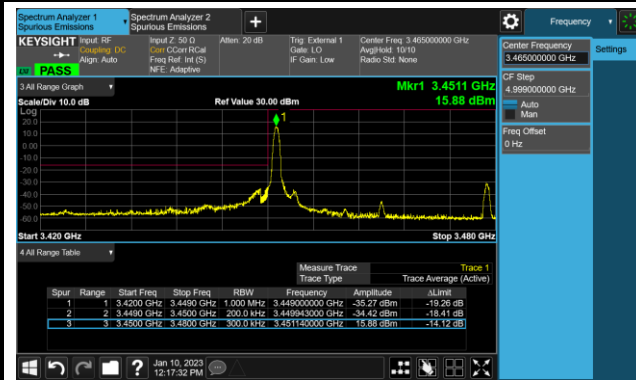 Spectrum Analyzer 1
Spurious Emissions
Spectrum Analyzer 2
Spurious Emissions
+
Frequency
KEYSIGHT
Input: RF
Coupling: DC
Align: Auto
Input Z: 50 Ω
Corr CCorr RCal
Freq Ref: Int (S)
NFE: Adaptive
Atten: 20 dB
Trig: External 1
Gate: LO
IF Gain: Low
Center Freq: 3.465000000 GHz
Avg|Hold: 10/10
Radio Std: None
LXI
PASS
Center Frequency
3.465000000 GHz
Settings
CF Step
4.999000000 GHz
Auto
Man
Freq Offset
0 Hz
3 All Range Graph
Mkr1 3.4511 GHz
Scale/Div 10.0 dB
Ref Value 30.00 dBm
15.88 dBm
Log
1
20.0
10.0
0.00
-10.0
-20.0
-30.0
-40.0
-50.0
-60.0
Start 3.420 GHz
Stop 3.480 GHz
4 All Range Table
Measure Trace Trace 1
Trace Type Trace Average (Active)
Spur Range Start Freq Stop Freq RBW Frequency Amplitude ΔLimit
1 1 3.4200 GHz 3.4490 GHz 1.000 MHz 3.449000000 GHz -35.27 dBm -19.26 dB
2 2 3.4490 GHz 3.4500 GHz 200.0 kHz 3.449943000 GHz -34.42 dBm -18.41 dB
3 3 3.4500 GHz 3.4800 GHz 300.0 kHz 3.451140000 GHz 15.88 dBm -14.12 dB
?
Jan 10, 2023
12:17:32 PM